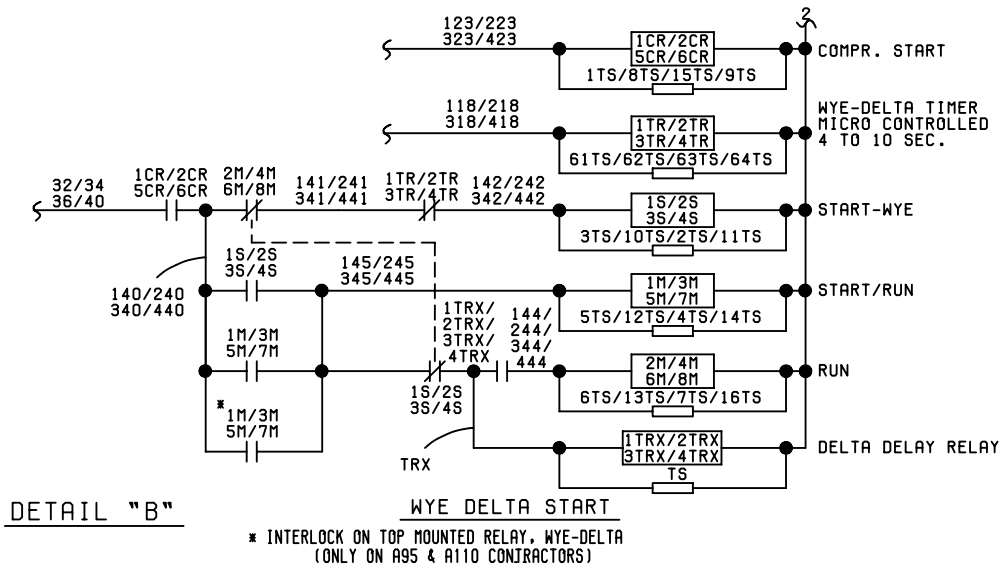 2
123/223
323/423
1CR/2CR
5CR/6CR
COMPR. START
1TS/8TS/15TS/9TS
118/218
318/418
1TR/2TR
3TR/4TR
WYE-DELTA TIMER
MICRO CONTROLLED
4 TO 10 SEC.
61TS/62TS/63TS/64TS
32/34
36/40
1CR/2CR
5CR/6CR
2M/4M
6M/8M
141/241
341/441
1TR/2TR
3TR/4TR
142/242
342/442
1S/2S
3S/4S
START-WYE
3TS/10TS/2TS/11TS
140/240
340/440
1S/2S
3S/4S
145/245
345/445
1M/3M
5M/7M
START/RUN
5TS/12TS/4TS/14TS
1M/3M
5M/7M
1TRX/
2TRX/
3TRX/
4TRX
144/
244/
344/
444
2M/4M
6M/8M
RUN
1S/2S
3S/4S
6TS/13TS/7TS/16TS
* 1M/3M
5M/7M
TRX
1TRX/2TRX
3TRX/4TRX
DELTA DELAY RELAY
TS
DETAIL "B"
WYE DELTA START
* INTERLOCK ON TOP MOUNTED RELAY, WYE-DELTA
(ONLY ON A95 & A110 CONTRACTORS)